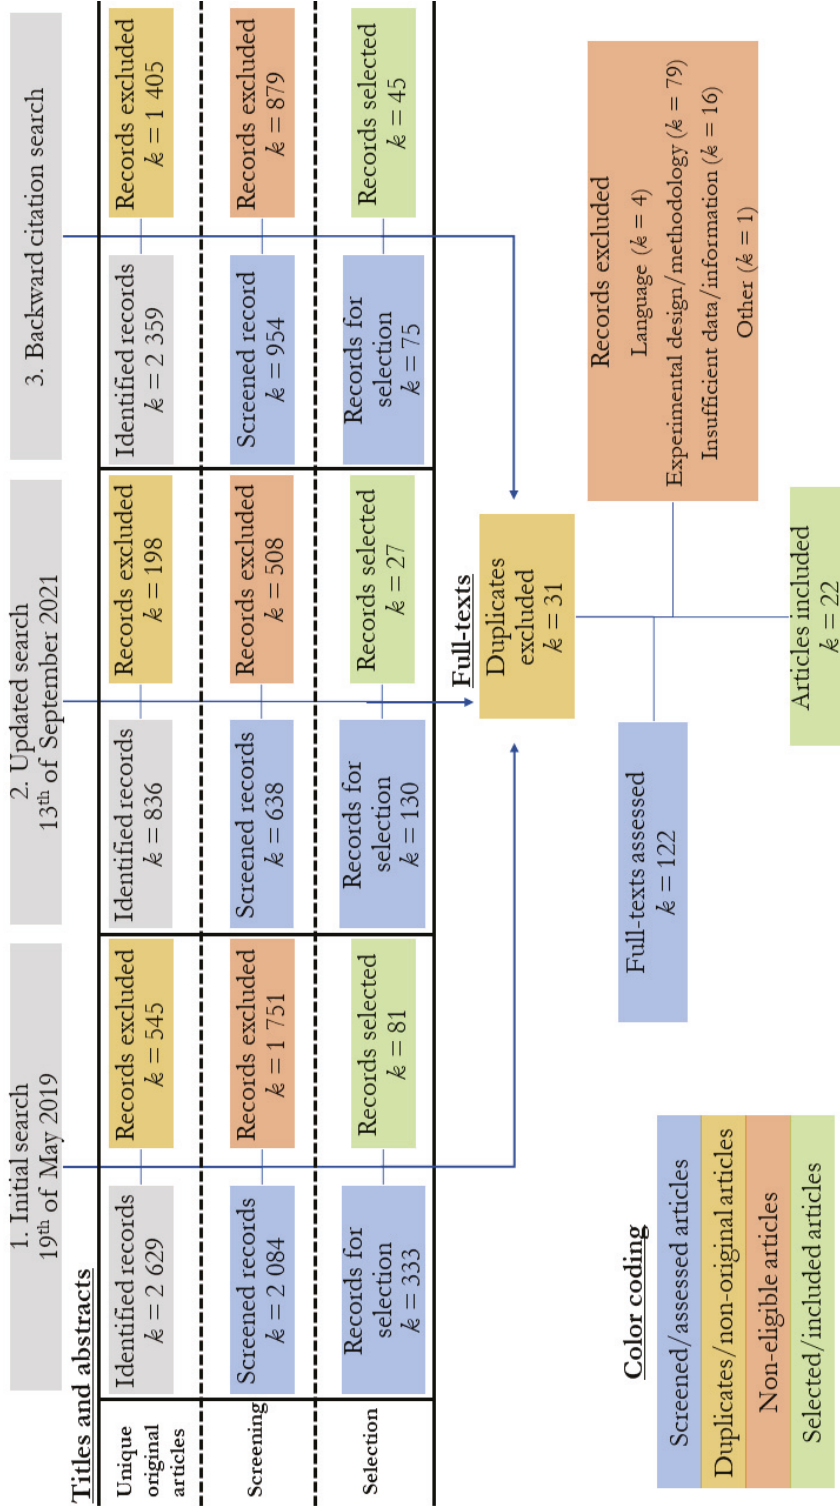 1. Initial search
19th of May 2019
2. Updated search
13th of September 2021
3. Backward citation search
Titles and abstracts
Unique
original
articles
Identified records
k = 2 629
Records excluded
k = 545
Identified records
k = 836
Records excluded
k = 198
Identified records
k = 2 359
Records excluded
k = 1 405
Screening
Screened records
k = 2 084
Records excluded
k = 1 751
Screened records
k = 638
Records excluded
k = 508
Screened record
k = 954
Records excluded
k = 879
Selection
Records for
selection
k = 333
Records selected
k = 81
Records for
selection
k = 130
Records selected
k = 27
Records for
selection
k = 75
Records selected
k = 45
Full-texts
Duplicates
excluded
k = 31
Full-texts assessed
k = 122
Records excluded
Language (k = 4)
Experimental design/methodology (k = 79)
Insufficient data/information (k = 16)
Other (k = 1)
Articles included
k = 22
Color coding
Screened/assessed articles
Duplicates/non-original articles
Non-eligible articles
Selected/included articles